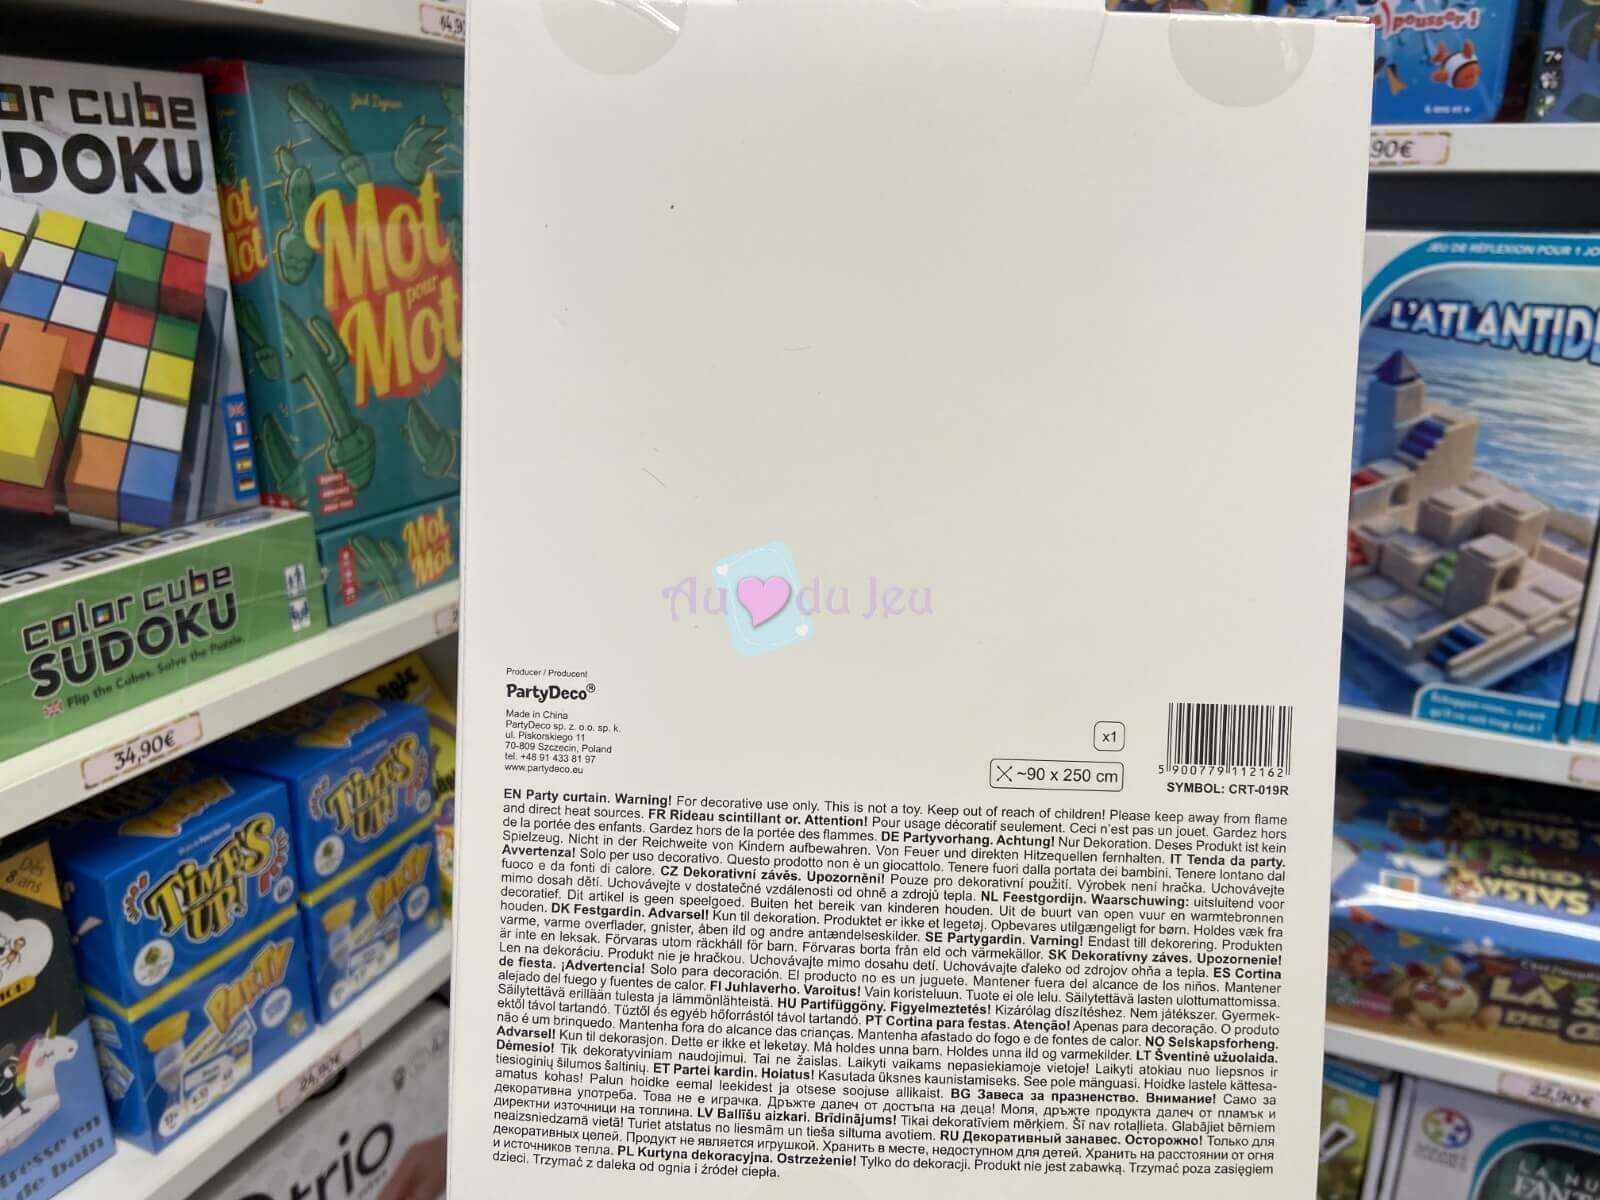 Producer / Producent
PartyDeco®
Made in China
PartyDeco sp. z. o.o. sp. k.
ul. Piskorskiego 11
70-809 Szczecin, Poland
tel. +48 91 433 81 97
www.partydeco.eu
x1
~90 x 250 cm
5 900779 112162
SYMBOL: CRT-019R
EN Party curtain. Warning! For decorative use only. This is not a toy. Keep out of reach of children! Please keep away from flame
and direct heat sources. FR Rideau scintillant or. Attention! Pour usage décoratif seulement. Ceci n'est pas un jouet. Gardez hors
de la portée des enfants. Gardez hors de la portée des flammes. DE Partyvorhang. Achtung! Nur Dekoration. Deses Produkt ist kein
Spielzeug. Nicht in der Reichweite von Kindern aufbewahren. Von Feuer und direkten Hitzequellen fernhalten. IT Tenda da party.
Avvertenza! Solo per uso decorativo. Questo prodotto non è un giocattolo. Tenere fuori dalla portata dei bambini. Tenere lontano dal
fuoco e da fonti di calore. CZ Dekorativní závěs. Upozornění! Pouze pro dekorativní použití. Výrobek není hračka. Uchovávejte
mimo dosah dětí. Uchovávejte v dostatečné vzdálenosti od ohně a zdrojů tepla. NL Feestgordijn. Waarschuwing: uitsluitend voor
decoratief. Dit artikel is geen speelgoed. Buiten het bereik van kinderen houden. Uit de buurt van open vuur en warmtebronnen
houden. DK Festgardin. Advarsel! Kun til dekoration. Produktet er ikke et legetøj. Opbevares utilgængeligt for børn. Holdes væk fra
varme, varme overflader, gnister, åben ild og andre antændelseskilder. SE Partygardin. Varning! Endast till dekorering. Produkten
är inte en leksak. Förvaras utom räckhåll för barn. Förvaras borta från eld och värmekällor. SK Dekoratívny záves. Upozornenie!
Len na dekoráciu. Produkt nie je hračkou. Uchovávajte mimo dosahu detí. Uchovávajte ďaleko od zdrojov ohňa a tepla. ES Cortina
de fiesta. ¡Advertencia! Solo para decoración. El producto no es un juguete. Mantener fuera del alcance de los niños. Mantener
alejado del fuego y fuentes de calor. FI Juhlaverho. Varoitus! Vain koristeluun. Tuote ei ole lelu. Säilytettävä lasten ulottumattomissa.
Säilytettävä erillään tulesta ja lämmönlähteistä. HU Partifüggöny. Figyelmeztetés! Kizárólag díszítéshez. Nem játékszer. Gyermek-
ektől távol tartandó. Tűztől és egyéb hőforrástól távol tartandó. PT Cortina para festas. Atenção! Apenas para decoração. O produto
não é um brinquedo. Mantenha fora do alcance das crianças. Mantenha afastado do fogo e de fontes de calor. NO Selskapsforheng.
Advarsel! Kun til dekorasjon. Dette er ikke et leketøy. Må holdes unna barn. Holdes unna ild og varmekilder. LT Šventinė užuolaida.
Dėmesio! Tik dekoratyviniam naudojimui. Tai ne žaislas. Laikyti vaikams nepasiekiamoje vietoje! Laikyti atokiau nuo liepsnos ir
tiesioginių šilumos šaltinių. ET Partei kardin. Hoiatus! Kasutada üksnes kaunistamiseks. See pole mänguasi. Hoidke lastele kättesa-
amatus kohas! Palun hoidke eemal leekidest ja otsese soojuse allikaist. BG Завеса за празненство. Внимание! Само за
декоративна употреба. Това не е играчка. Дръжте далеч от достъпа на деца! Моля, дръжте продукта далеч от пламък и
директни източници на топлина. LV Ballīšu aizkari. Brīdinājums! Tikai dekoratīviem mērķiem. Šī nav rotaļlieta. Glabājiet bērniem
neaizsniedzamā vietā! Turiet atstatus no liesmām un tieša siltuma avotiem. RU Декоративный занавес. Осторожно! Только для
декоративных целей. Продукт не является игрушкой. Хранить в месте, недоступном для детей. Хранить на расстоянии от огня
и источников тепла. PL Kurtyna dekoracyjna. Ostrzeżenie! Tylko do dekoracji. Produkt nie jest zabawką. Trzymać poza zasięgiem
dzieci. Trzymać z daleka od ognia i źródeł ciepła.
Au du Jeu
or cube
DOKU
color cube
SUDOKU
Flip the Cubes. Solve the Puzzle.
34,90€
Mot
pour
Mot
Mot
Mot
TIME'S
UP!
PARTY
TIME'S
UP!
PARTY
Dès
8 ans
24,90€
trio
,90€
JEU DE RÉFLEXION POUR 1 JO
L'ATLANTID
22,90€